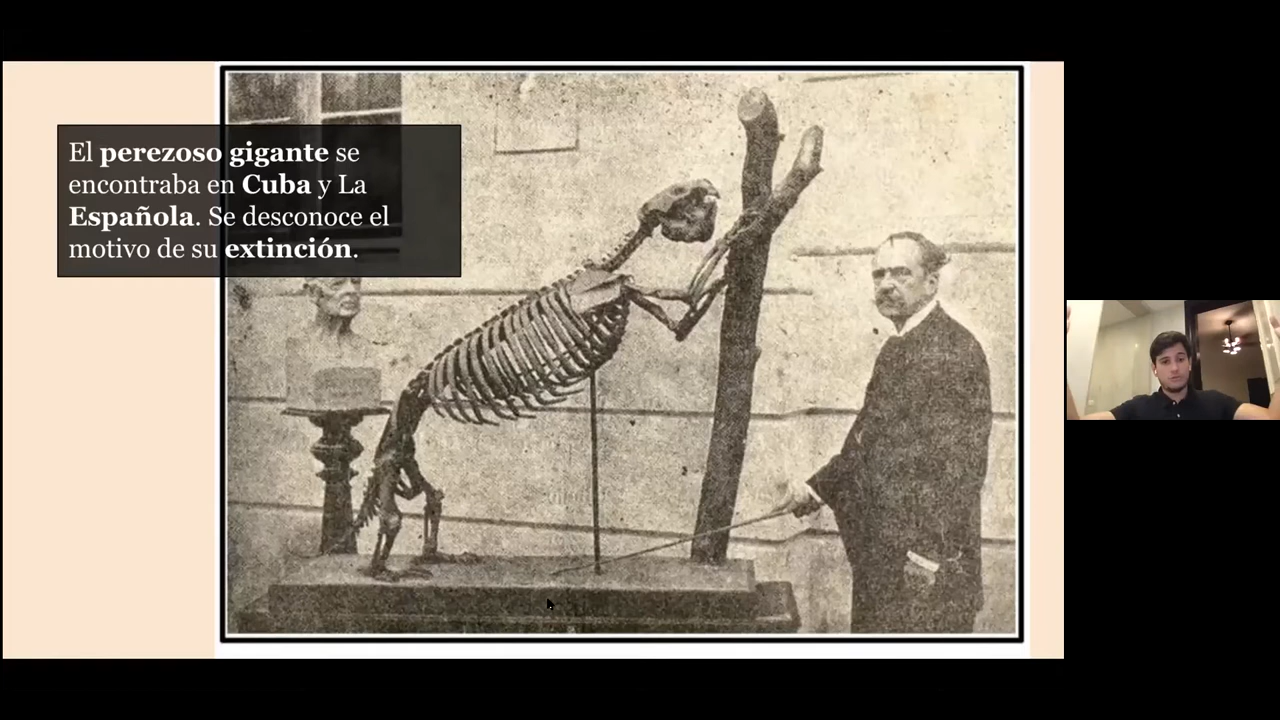 El perezoso gigante se
encontraba en Cuba y La
Española. Se desconoce el
motivo de su extinción.